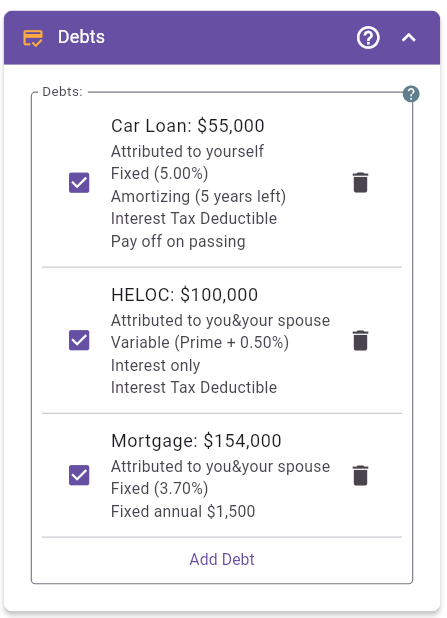 Debts
?
Debts:
?
Car Loan: $55,000
Attributed to yourself
Fixed (5.00%)
Amortizing (5 years left)
Interest Tax Deductible
Pay off on passing
HELOC: $100,000
Attributed to you&your spouse
Variable (Prime + 0.50%)
Interest only
Interest Tax Deductible
Mortgage: $154,000
Attributed to you&your spouse
Fixed (3.70%)
Fixed annual $1,500
Add Debt